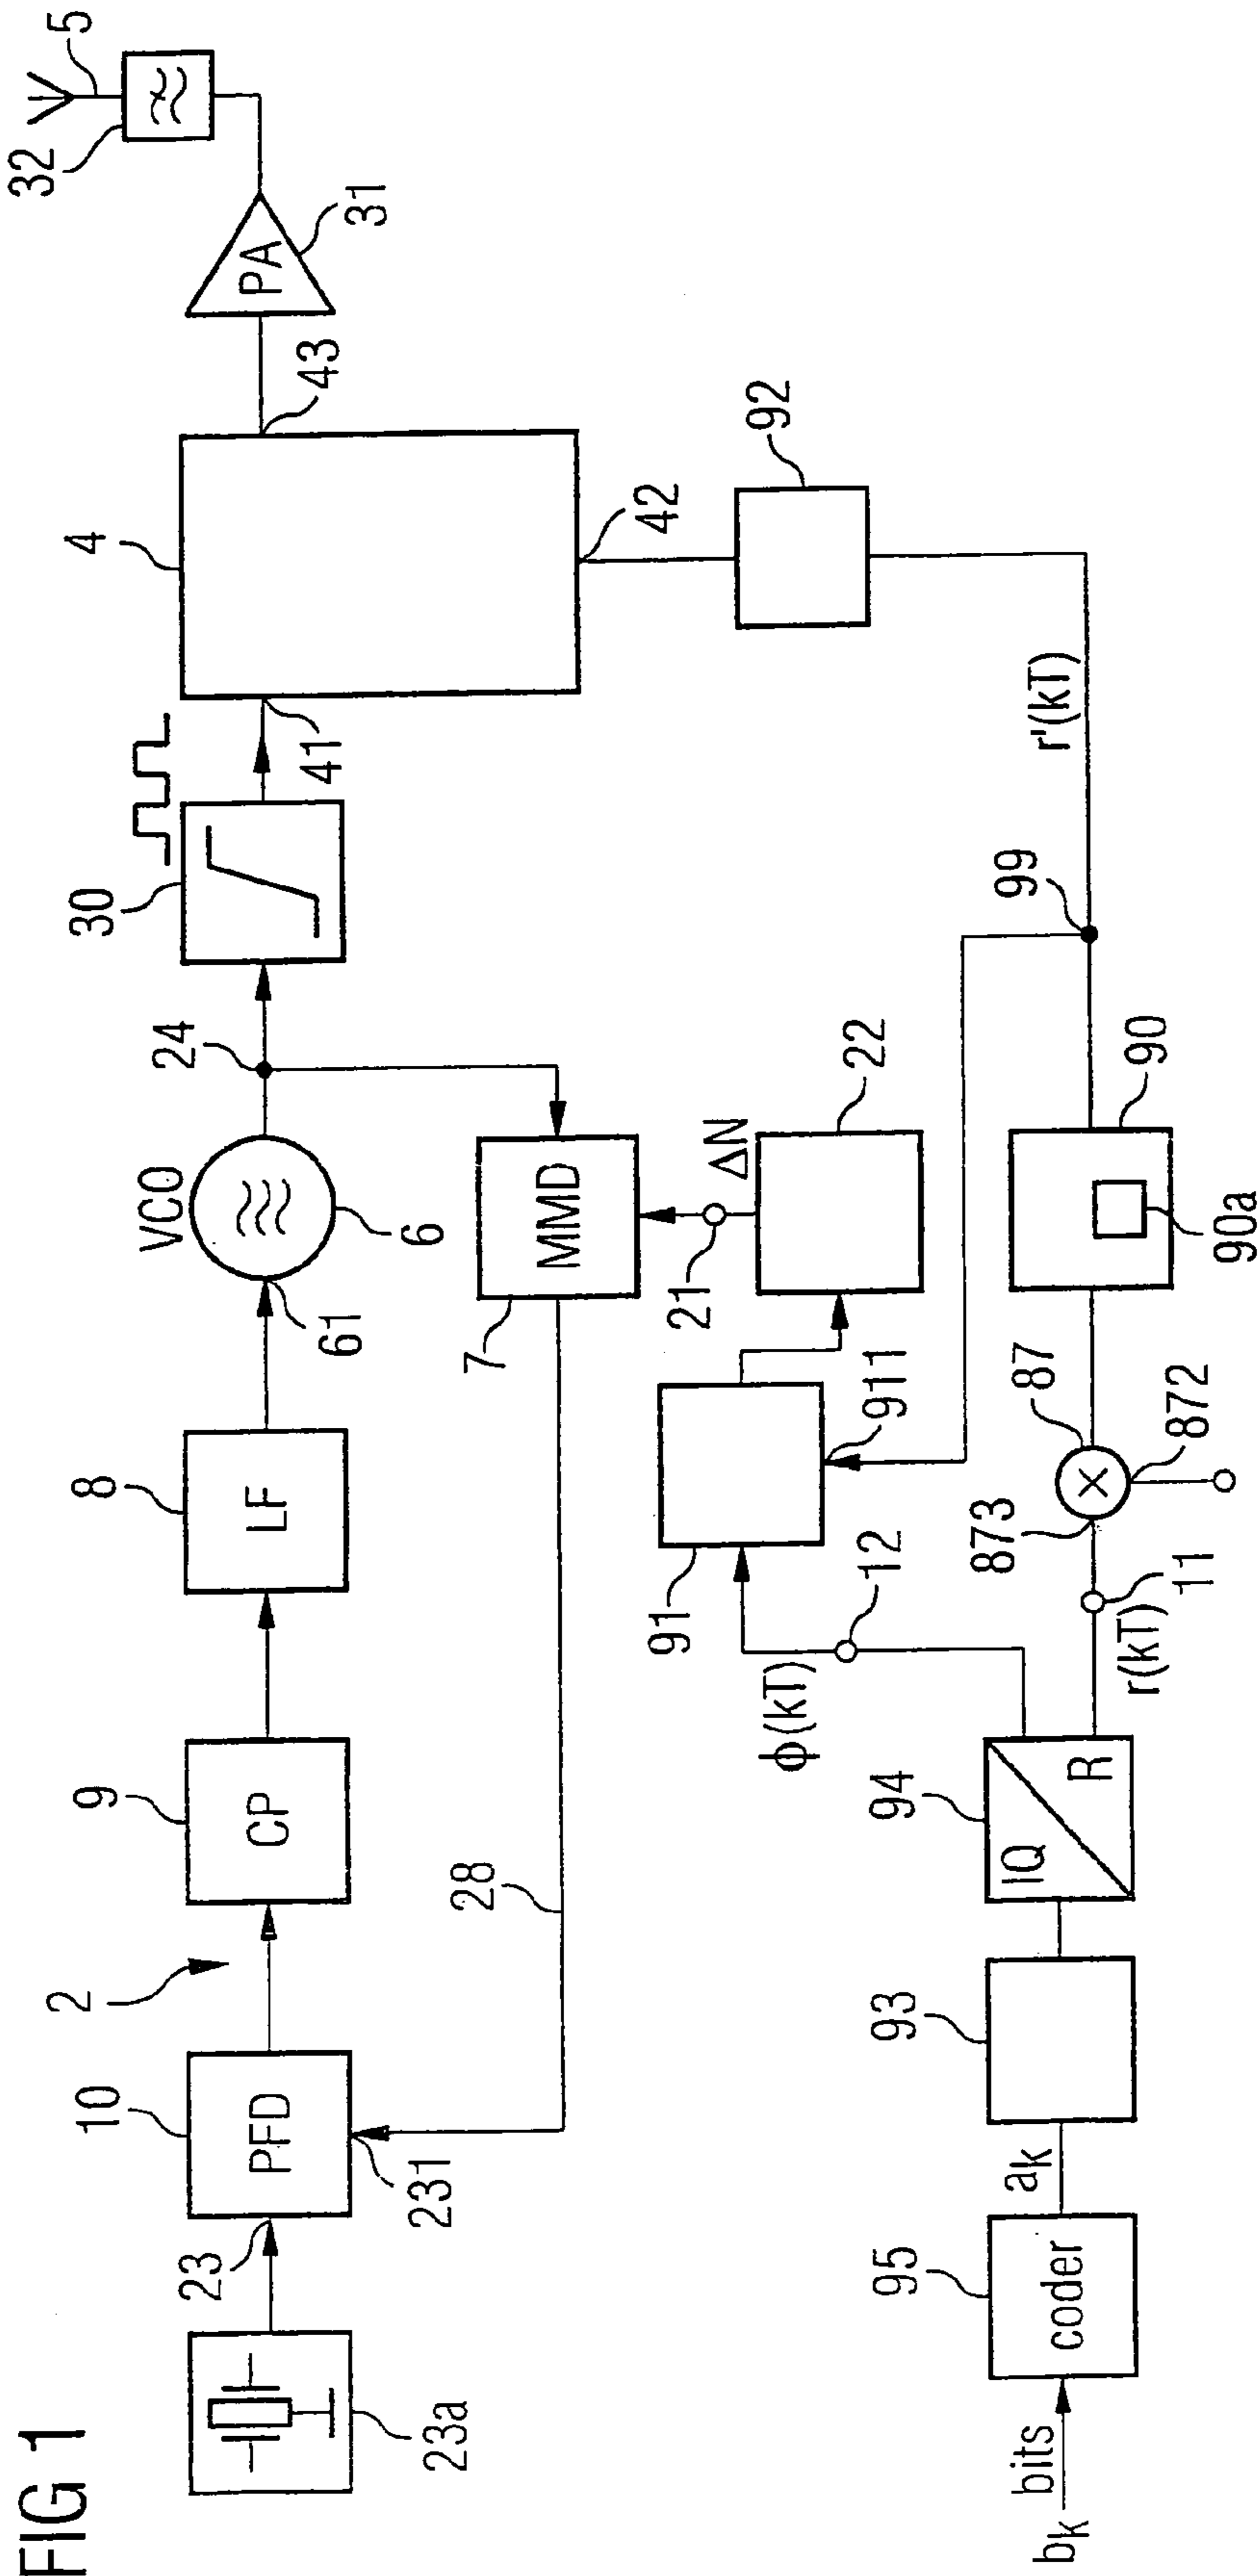 FIG 1
23a
23
231
10
PFD
2
9
CP
28
8
LF
61
VCO
6
24
7
MMD
21
ΔN
22
30
41
4
42
43
PA
31
32
5
bk bits
95
coder
ak
93
94
IQ
R
ϕ(kT)
12
r(kT)
11
91
911
873
87
872
90
90a
99
r'(kT)
92